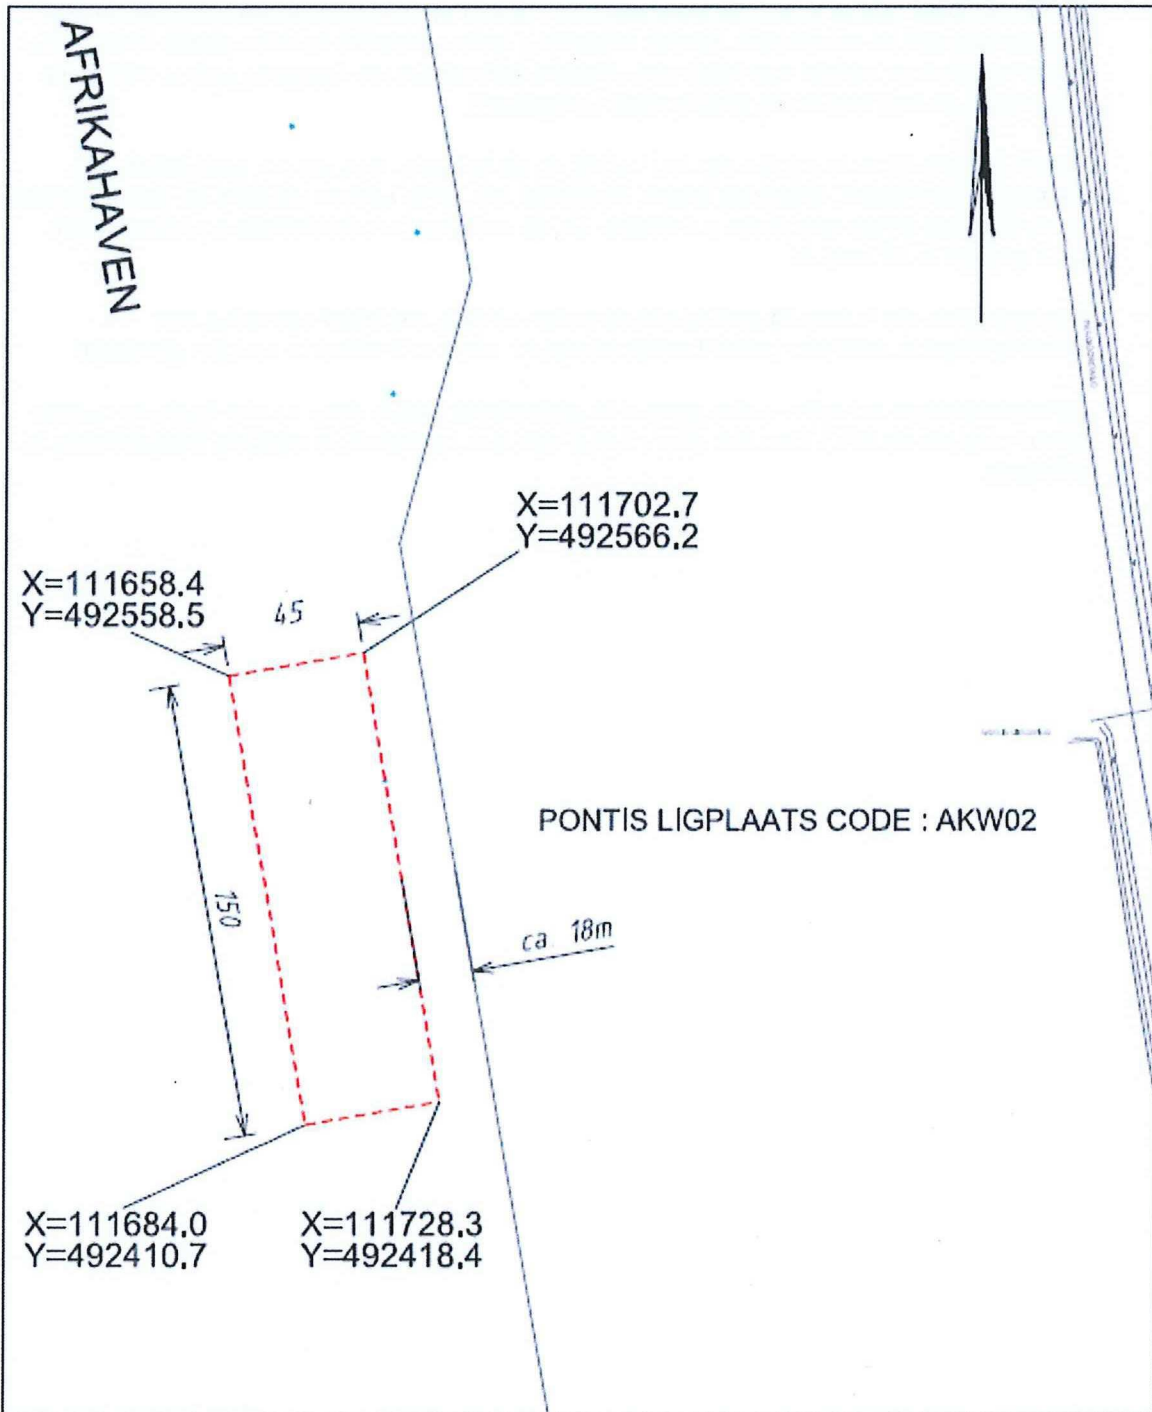 AFRIKAHAVEN
X=111702.7
Y=492566.2
X=111658.4
Y=492558.5
45
PONTIS LIGPLAATS CODE : AKW02
150
ca. 18m
X=111684.0
Y=492410.7
X=111728.3
Y=492418.4